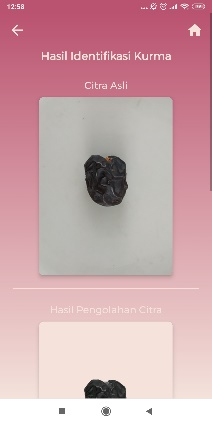 12:58
Hasil Identifikasi Kurma
Citra Asli
Hasil Pengolahan Citra